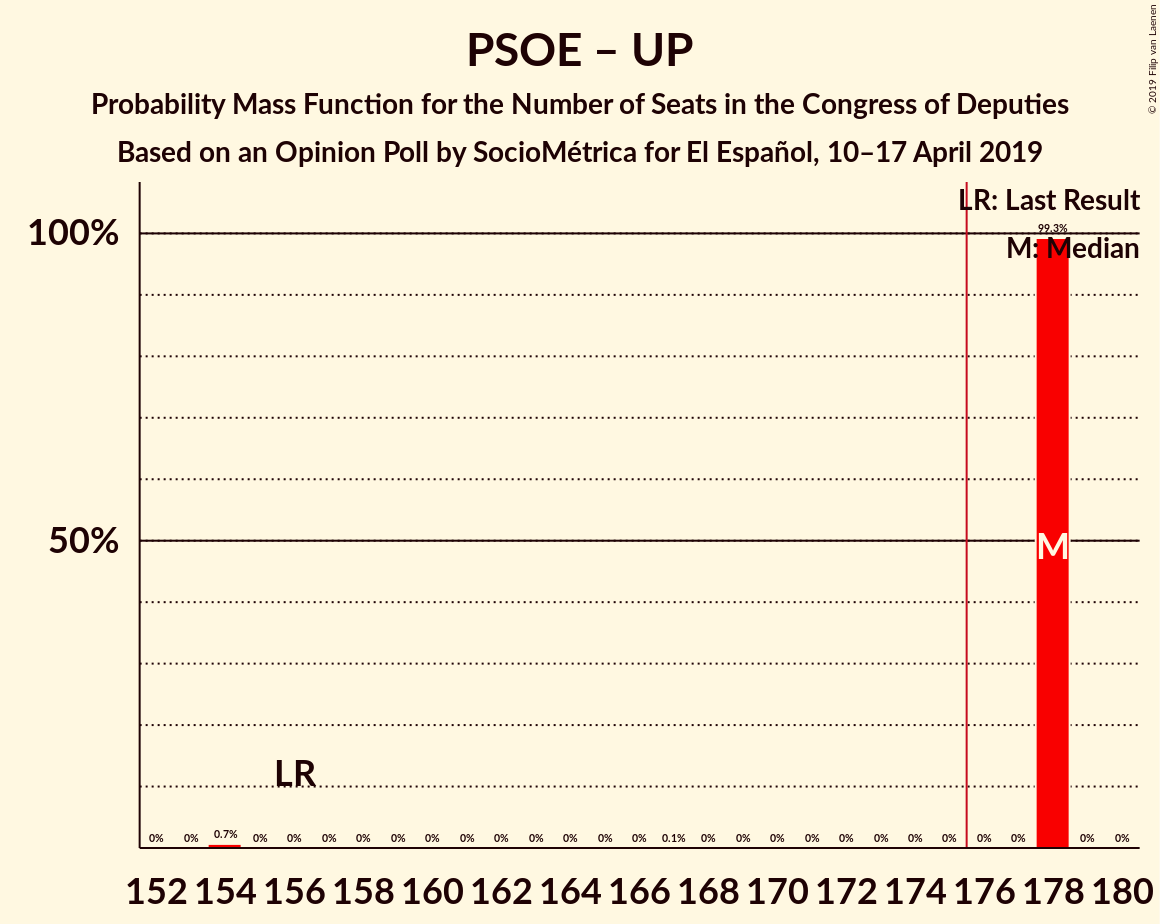 PSOE – UP
Probability Mass Function for the Number of Seats in the Congress of Deputies
Based on an Opinion Poll by SocioMétrica for El Español, 10–17 April 2019
© 2019 Filip van Laenen
LR: Last Result
M: Median
100%
50%
99.3%
M
LR
0% 0% 0.7% 0% 0% 0% 0% 0% 0% 0% 0% 0% 0% 0% 0% 0.1% 0% 0% 0% 0% 0% 0% 0% 0% 0% 0% 0% 0%
152 154 156 158 160 162 164 166 168 170 172 174 176 178 180